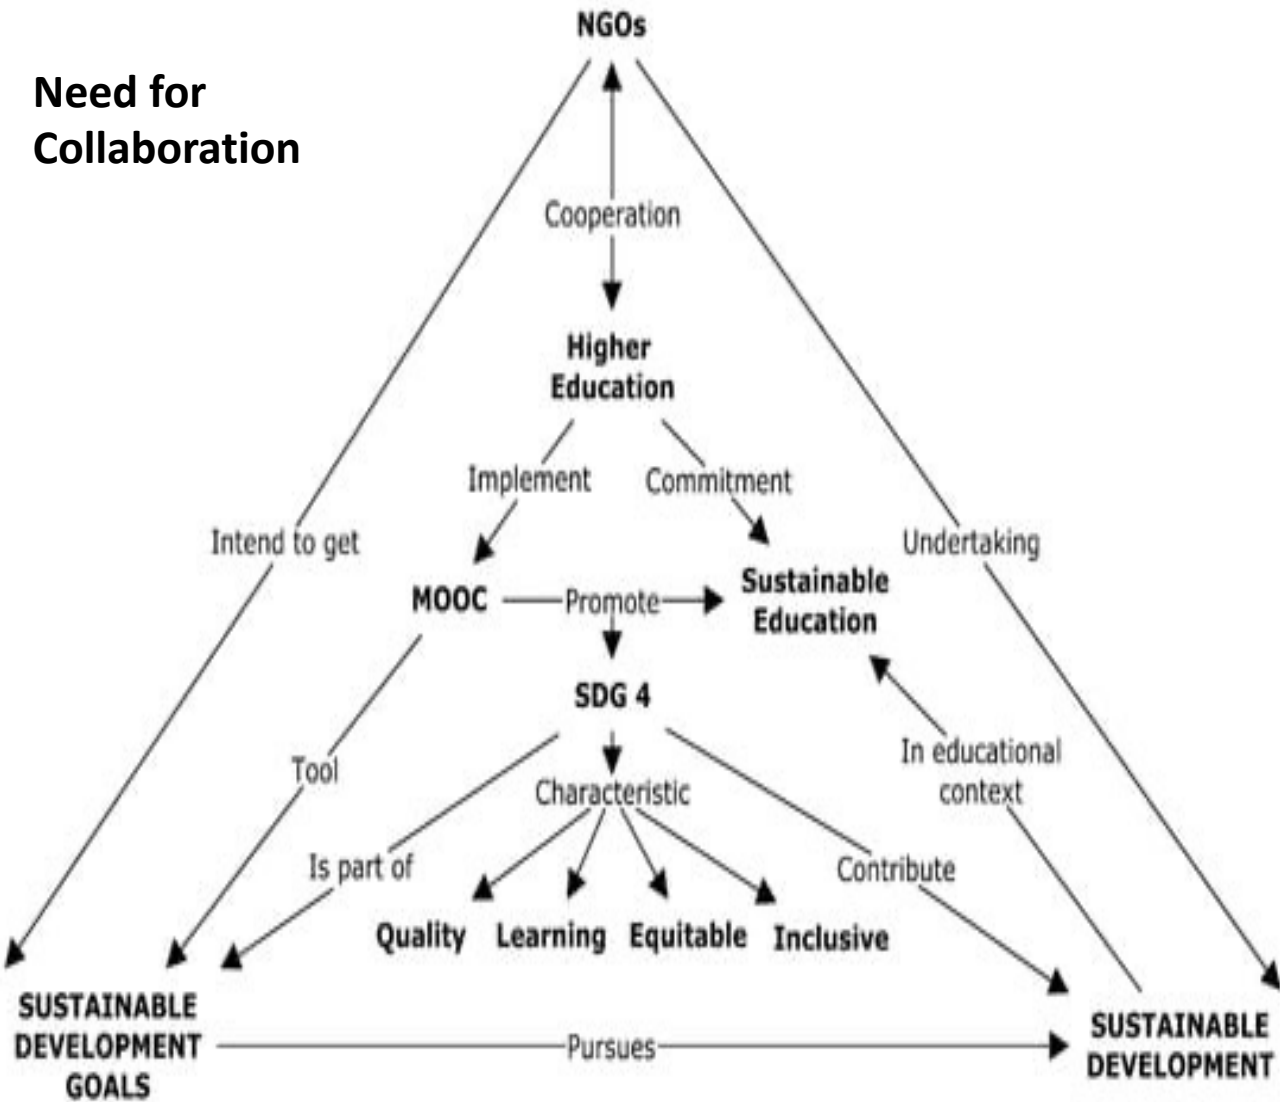 NGOs
Need for
Collaboration
Cooperation
Higher
Education
Implement
Commitment
Intend to get
Undertaking
MOOC
Promote
Sustainable
Education
SDG 4
In educational
context
Tool
Characteristic
Is part of
Contribute
Quality
Learning
Equitable
Inclusive
SUSTAINABLE
DEVELOPMENT
GOALS
Pursues
SUSTAINABLE
DEVELOPMENT